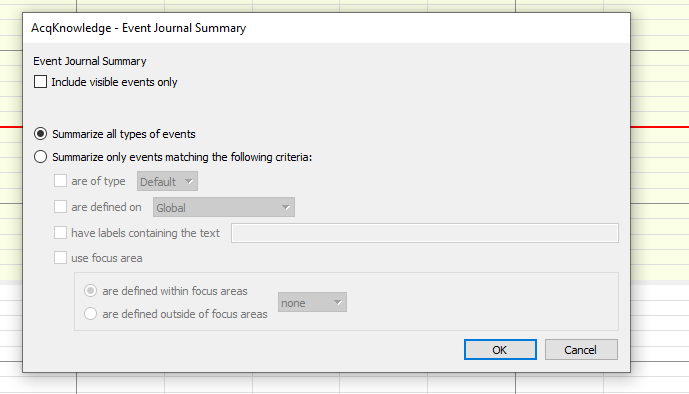 AcqKnowledge - Event Journal Summary
Event Journal Summary
Include visible events only
Summarize all types of events
Summarize only events matching the following criteria:
are of type Default
are defined on Global
have labels containing the text
use focus area
are defined within focus areas
none
are defined outside of focus areas
OK Cancel